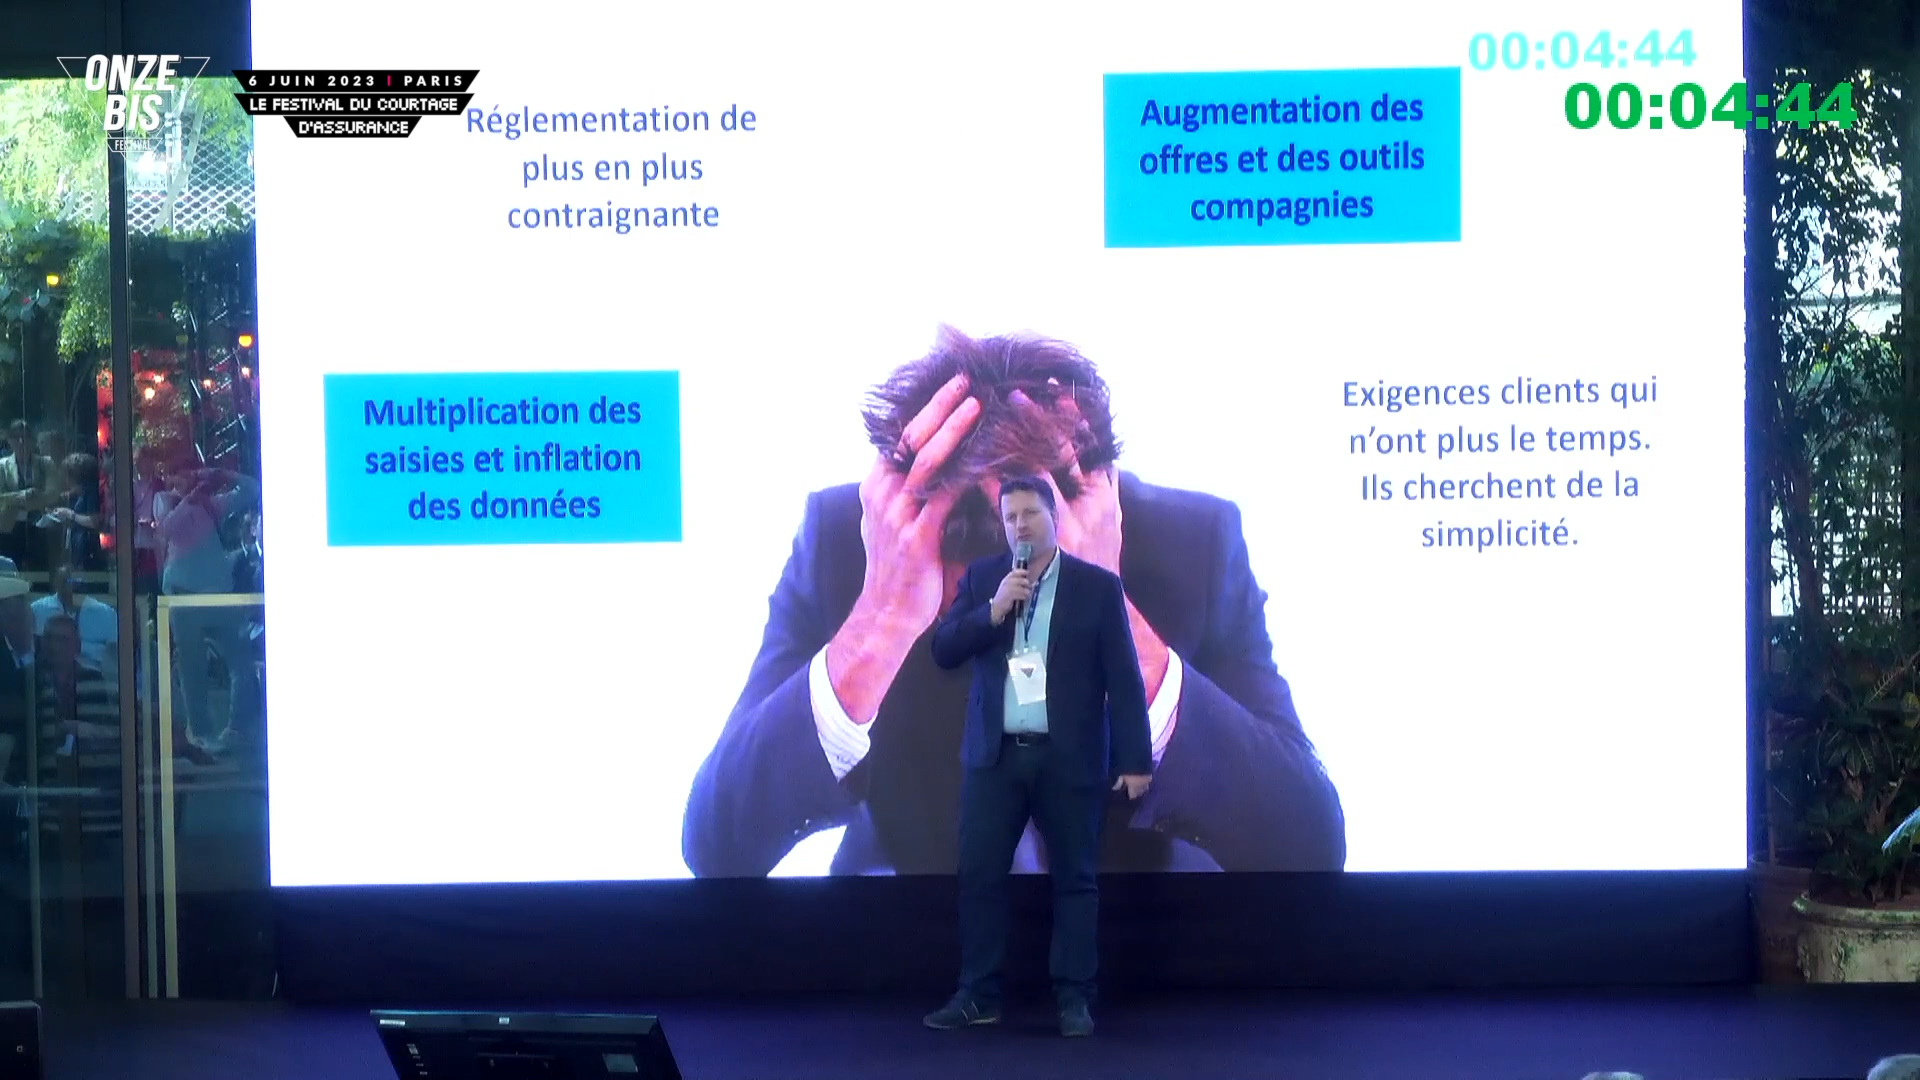 ONZE
BIS
FESTIVAL
6 JUIN 2023 | PARIS
LE FESTIVAL DU COURTAGE
D'ASSURANCE
00:04:44
00:04:44
Réglementation de
plus en plus
contraignante
Augmentation des
offres et des outils
compagnies
Multiplication des
saisies et inflation
des données
Exigences clients qui
n'ont plus le temps.
Ils cherchent de la
simplicité.